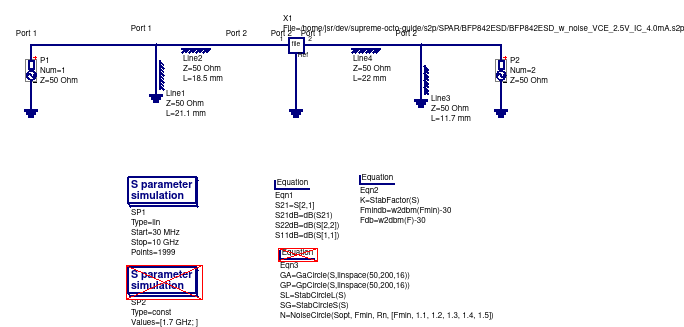 X1
File=/home/jsr/dev/supreme-octo-guide/s2p/SPAR/BFP842ESD/BFP842ESD_w_noise_VCE_2.5V_IC_4.0mA.s2p
Port 1
Port 1
Port 2
Port 2
Port 1
Port 2
1
file
2
Ref
P1
Num=1
Z=50 Ohm
Line2
Z=50 Ohm
L=18.5 mm
Line1
Z=50 Ohm
L=21.1 mm
Line4
Z=50 Ohm
L=22 mm
Line3
Z=50 Ohm
L=11.7 mm
P2
Num=2
Z=50 Ohm
S parameter
simulation
SP1
Type=lin
Start=30 MHz
Stop=10 GHz
Points=1999
Equation
Eqn1
S21=S[2,1]
S21dB=dB(S21)
S22dB=dB(S[2,2])
S11dB=dB(S[1,1])
Equation
Eqn2
K=StabFactor(S)
Fmindb=w2dbm(Fmin)-30
Fdb=w2dbm(F)-30
S parameter
simulation
SP2
Type=const
Values=[1.7 GHz; ]
Equation
Eqn3
GA=GaCircle(S,linspace(50,200,16))
GP=GpCircle(S,linspace(50,200,16))
SL=StabCircleL(S)
SG=StabCircleS(S)
N=NoiseCircle(Sopt, Fmin, Rn, [Fmin, 1.1, 1.2, 1.3, 1.4, 1.5])